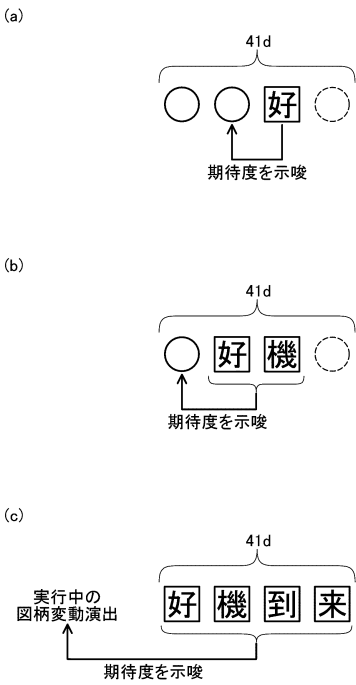 (a)
41d
好
期待度を示唆
(b)
41d
好機
期待度を示唆
(c)
41d
実行中の
図柄変動演出
好機到来
期待度を示唆